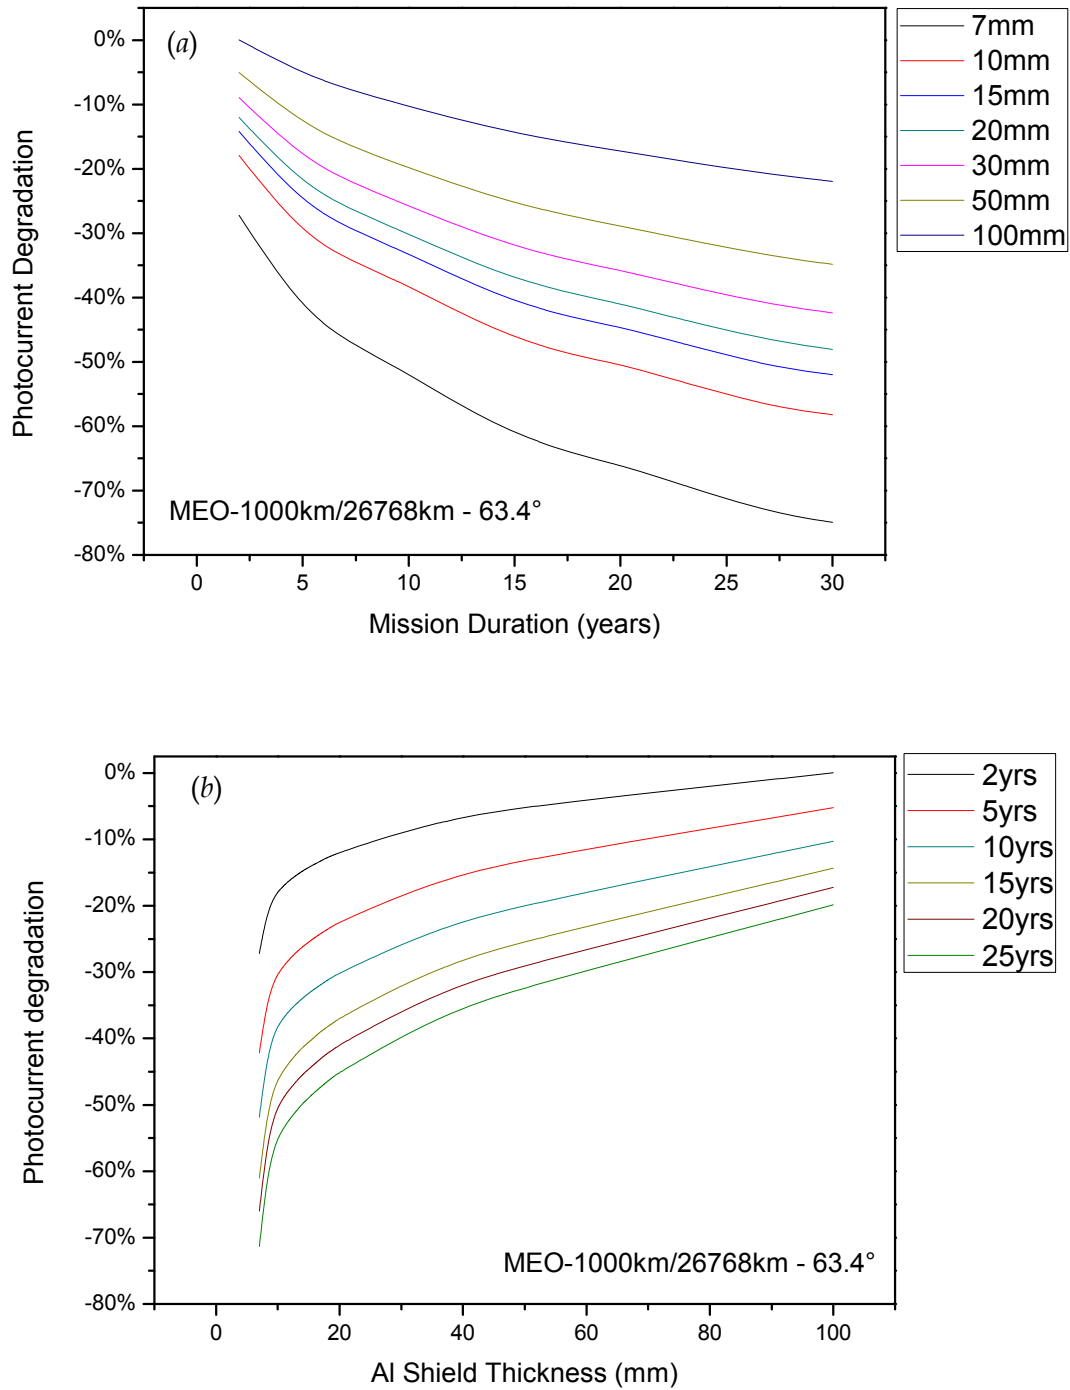 (a)
0%
-10%
-20%
-30%
-40%
-50%
-60%
-70%
-80%
Photocurrent Degradation
MEO-1000km/26768km - 63.4°
0 5 10 15 20 25 30
Mission Duration (years)
7mm
10mm
15mm
20mm
30mm
50mm
100mm
(b)
0%
-10%
-20%
-30%
-40%
-50%
-60%
-70%
-80%
Photocurrent degradation
MEO-1000km/26768km - 63.4°
0 20 40 60 80 100
Al Shield Thickness (mm)
2yrs
5yrs
10yrs
15yrs
20yrs
25yrs